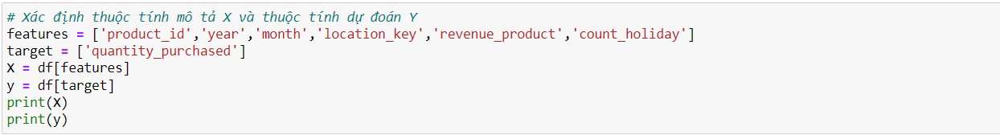 # Xác định thuộc tính mô tả X và thuộc tính dự đoán Y
features = ['product_id','year','month','location_key','revenue_product','count_holiday']
target = ['quantity_purchased']
X = df[features]
y = df[target]
print(X)
print(y)